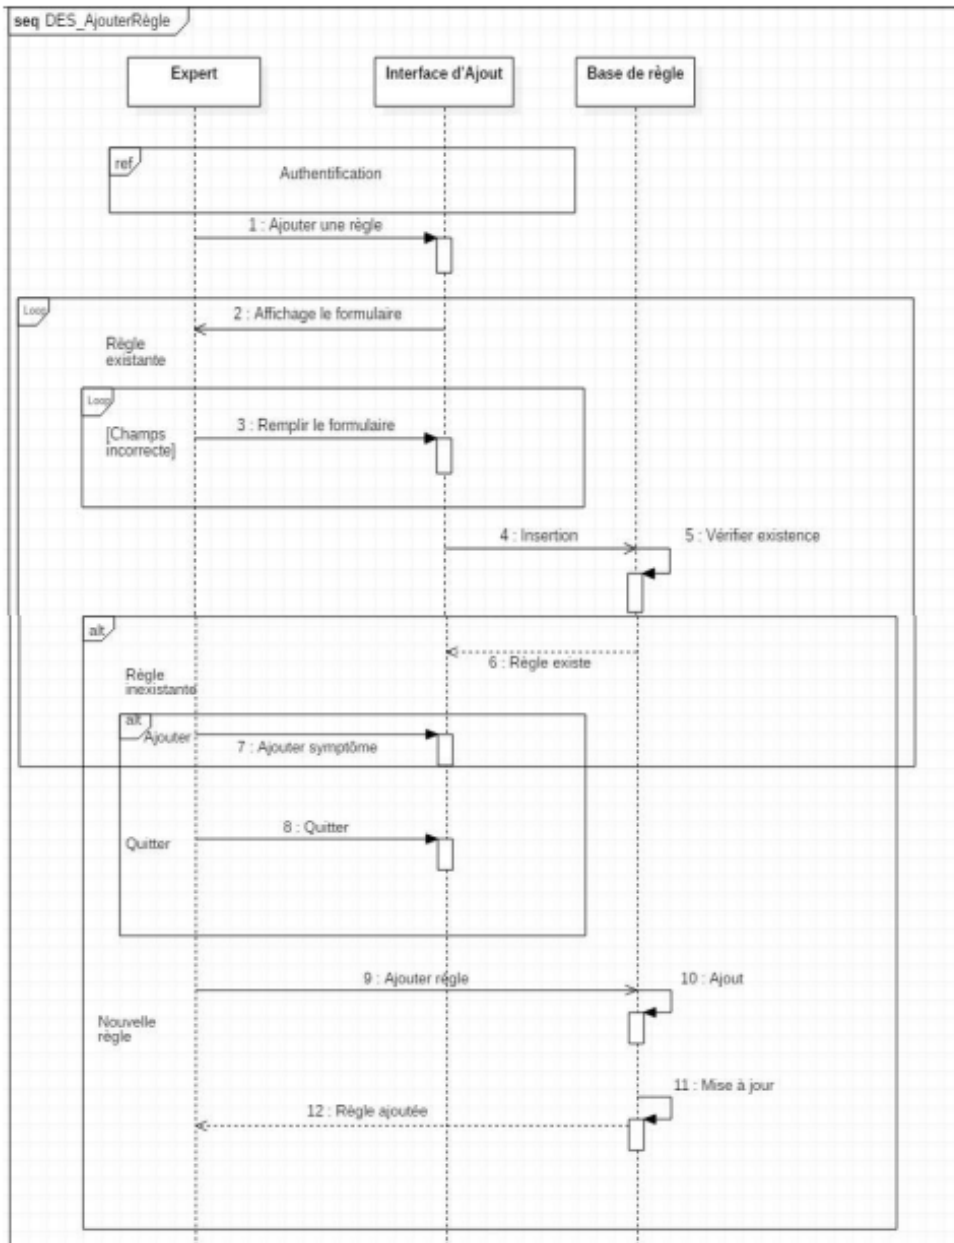 seq DES_AjouterRègle
Expert
Interface d'Ajout
Base de règle
ref
Authentification
1 : Ajouter une règle
Loop
2 : Affichage le formulaire
Règle
existante
Loop
3 : Remplir le formulaire
[Champs
incorrecte]
4 : Insertion
5 : Vérifier existence
alt
6 : Règle existe
Règle
inexistante
alt
Ajouter
7 : Ajouter symptôme
8 : Quitter
Quitter
9 : Ajouter règle
10 : Ajout
Nouvelle
règle
11 : Mise à jour
12 : Règle ajoutée